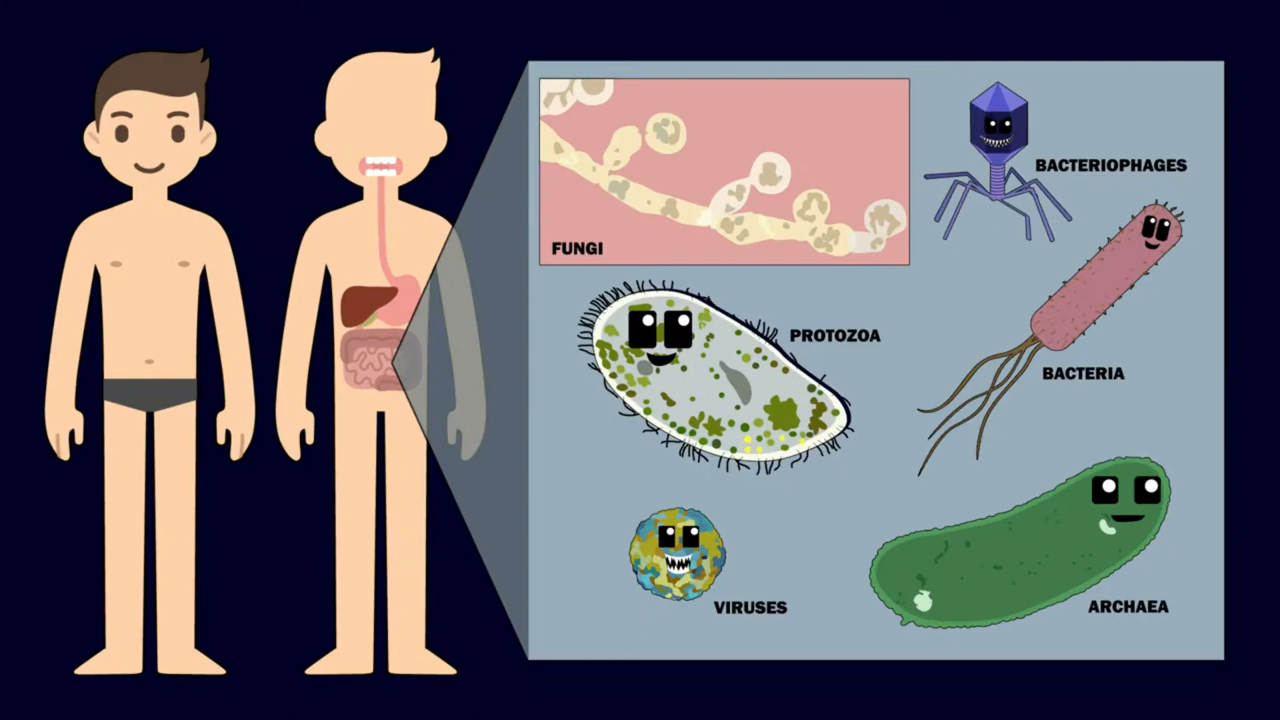 BACTERIOPHAGES
FUNGI
PROTOZOA
BACTERIA
VIRUSES
ARCHAEA